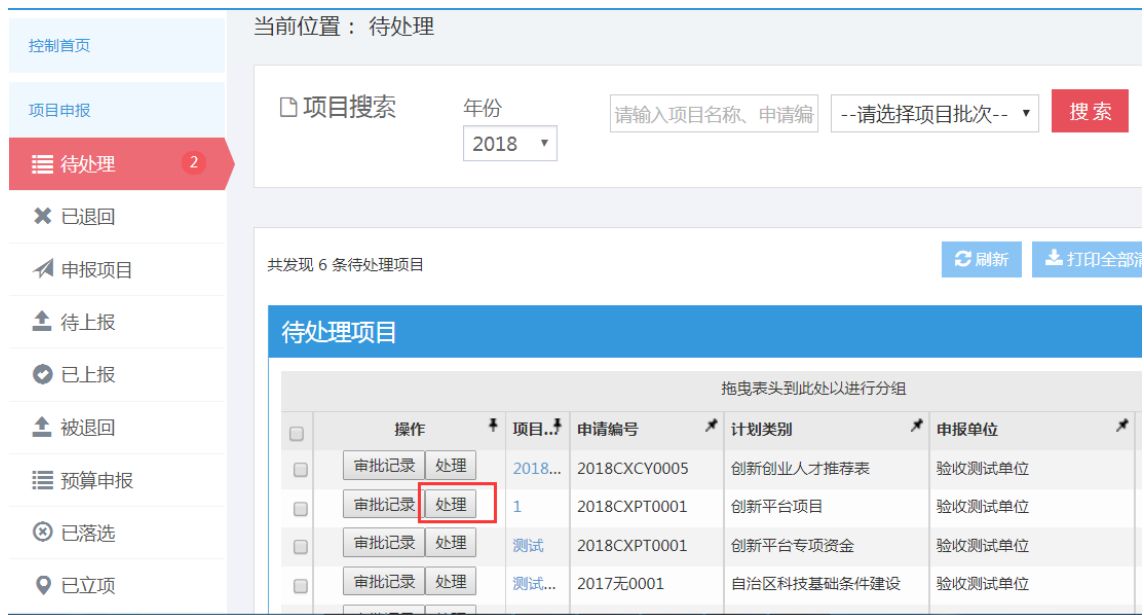 当前位置： 待处理
控制首页
项目申报
待处理 2
已退回
申报项目
待上报
已上报
被退回
预算申报
已落选
已立项
项目搜索
年份
2018
请输入项目名称、申请编
--请选择项目批次--
搜索
共发现 6 条待处理项目
刷新
打印全部清
待处理项目
拖曳表头到此处以进行分组
操作 项目.. 申请编号 计划类别 申报单位
审批记录 处理 2018... 2018CXCY0005 创新创业人才推荐表 验收测试单位
审批记录 处理 1 2018CXPT0001 创新平台项目 验收测试单位
审批记录 处理 测试 2018CXPT0001 创新平台专项资金 验收测试单位
审批记录 处理 测试... 2017无0001 自治区科技基础条件建设 验收测试单位